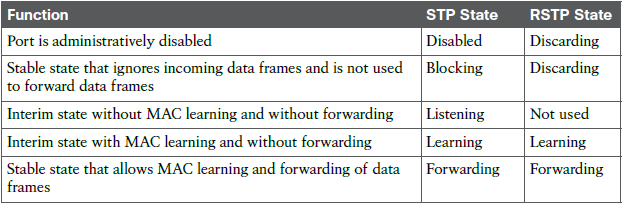 Function STP State RSTP State
Port is administratively disabled Disabled Discarding
Stable state that ignores incoming data frames and is not used Blocking Discarding
to forward data frames
Interim state without MAC learning and without forwarding Listening Not used
Interim state with MAC learning and without forwarding Learning Learning
Stable state that allows MAC learning and forwarding of data Forwarding Forwarding
frames